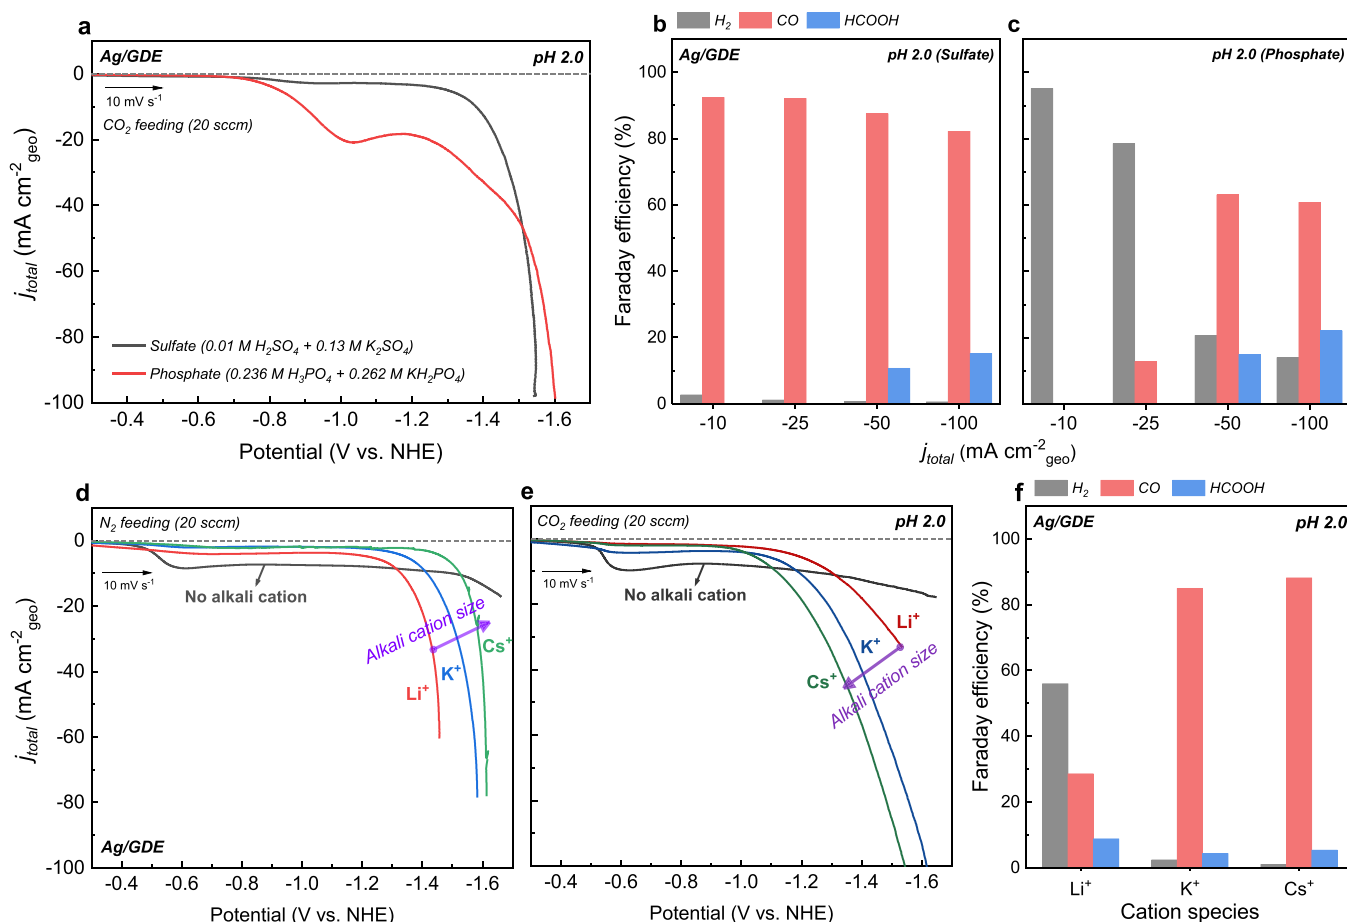 a
Ag/GDE
pH 2.0
10 mV s⁻¹
CO₂ feeding (20 sccm)
Sulfate (0.01 M H₂SO₄ + 0.13 M K₂SO₄)
Phosphate (0.236 M H₃PO₄ + 0.262 M KH₂PO₄)
0
-20
-40
-60
-80
-100
j_total (mA cm⁻²_geo)
-0.4
-0.6
-0.8
-1.0
-1.2
-1.4
-1.6
Potential (V vs. NHE)
b
H₂
CO
HCOOH
Ag/GDE
pH 2.0 (Sulfate)
100
80
60
40
20
0
Faraday efficiency (%)
-10
-25
-50
-100
c
pH 2.0 (Phosphate)
-10
-25
-50
-100
j_total (mA cm⁻²_geo)
d
N₂ feeding (20 sccm)
10 mV s⁻¹
No alkali cation
Alkali cation size
Cs⁺
K⁺
Li⁺
Ag/GDE
0
-20
-40
-60
-80
-100
j_total (mA cm⁻²_geo)
-0.4
-0.6
-0.8
-1.0
-1.2
-1.4
-1.6
Potential (V vs. NHE)
e
CO₂ feeding (20 sccm)
pH 2.0
10 mV s⁻¹
No alkali cation
Li⁺
K⁺
Cs⁺
Alkali cation size
-0.4
-0.6
-0.8
-1.0
-1.2
-1.4
-1.6
Potential (V vs. NHE)
f
H₂
CO
HCOOH
Ag/GDE
pH 2.0
100
80
60
40
20
0
Faraday efficiency (%)
Li⁺
K⁺
Cs⁺
Cation species